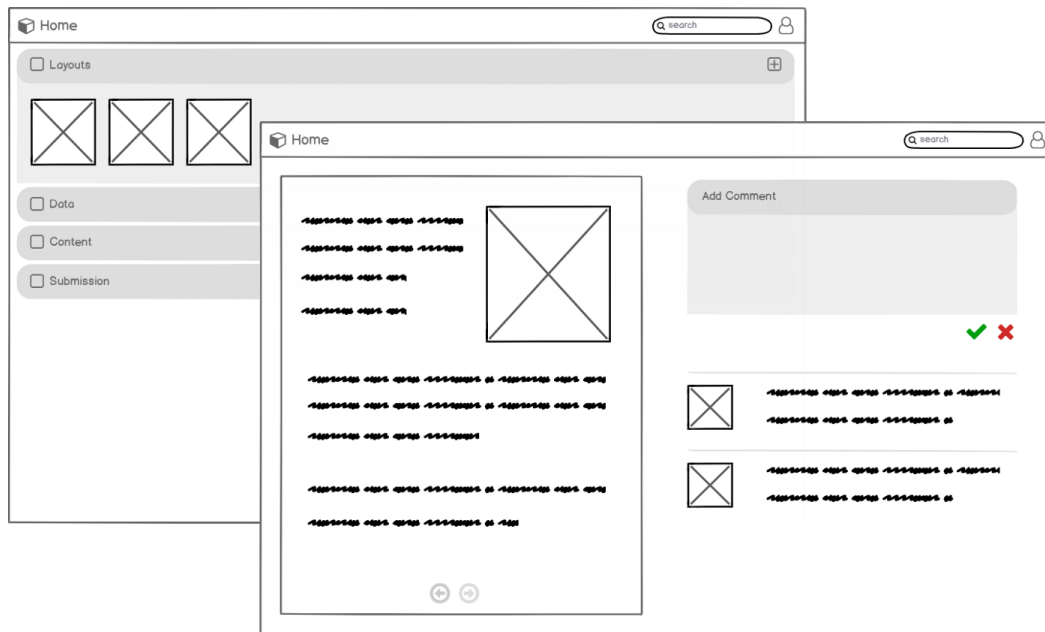 Home
search
Layouts
Data
Content
Submission
Home
search
Add Comment